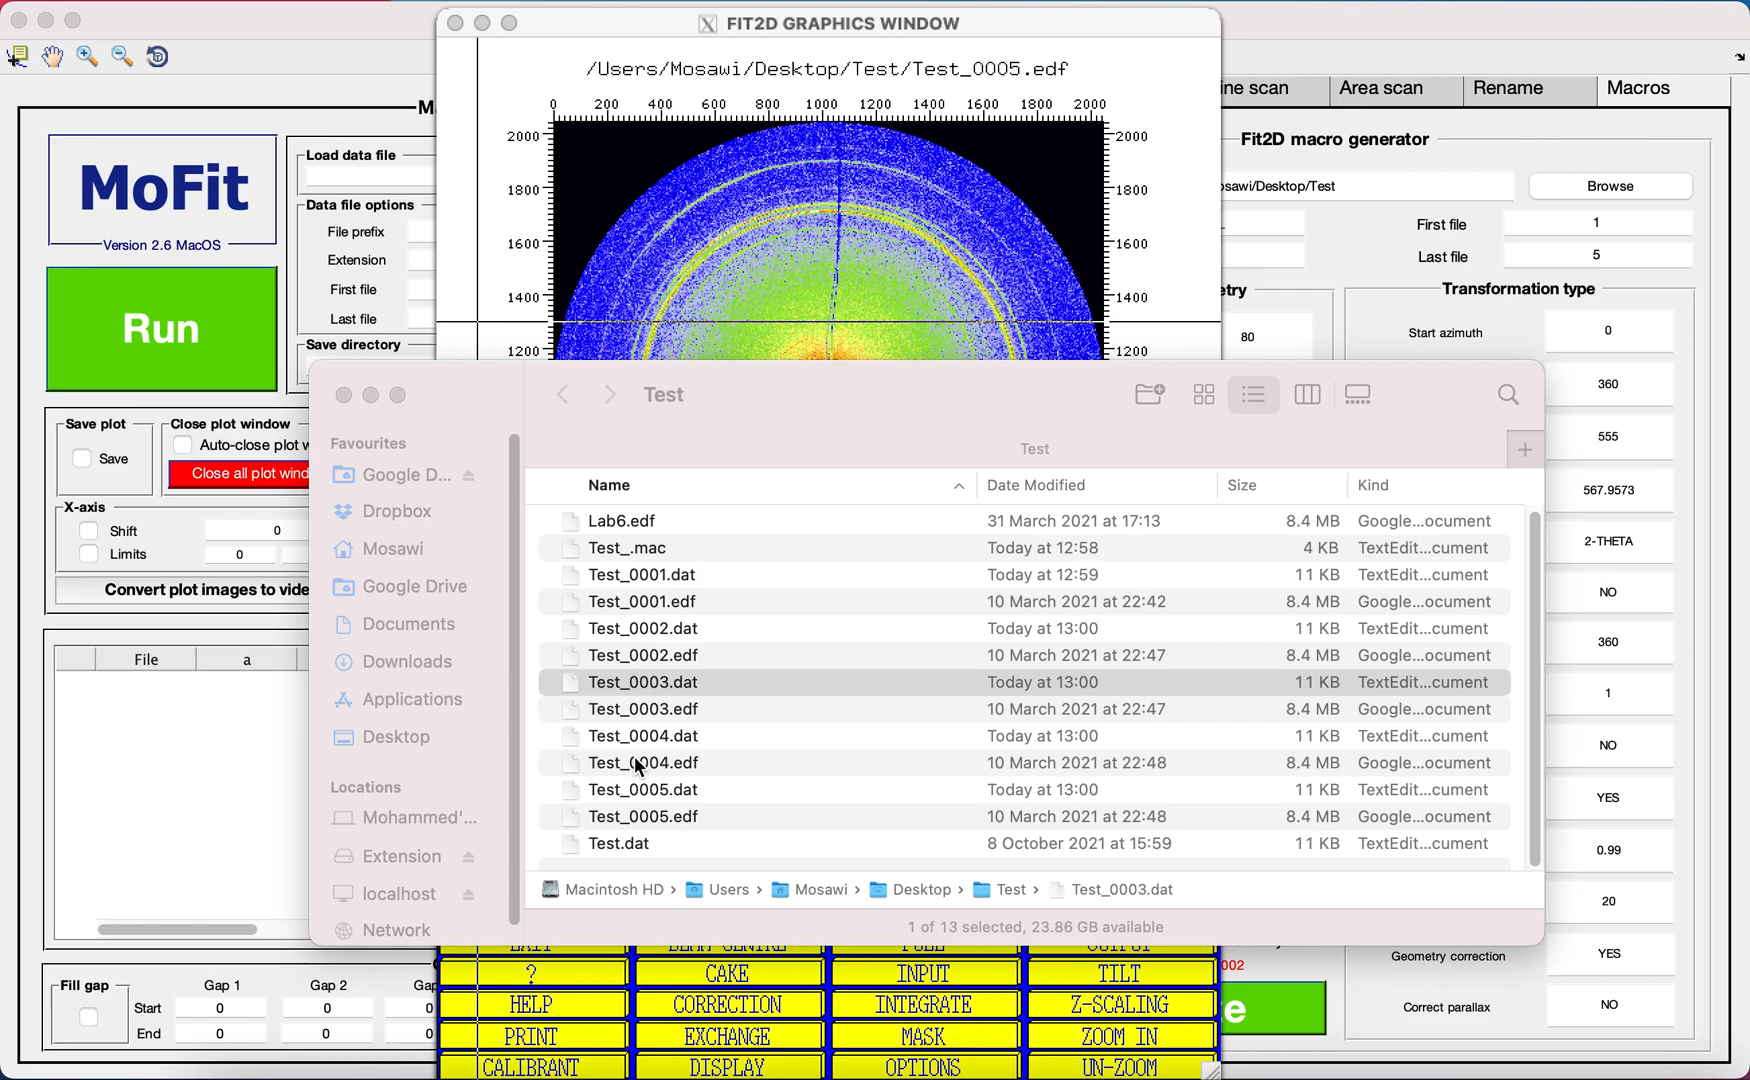 FIT2D GRAPHICS WINDOW
/Users/Mosawi/Desktop/Test/Test_0005.edf
0 200 400 600 800 1000 1200 1400 1600 1800 2000
2000 2000
1800 1800
1600 1600
1400 1400
1200 1200
MoFit
Version 2.6 MacOS
Run
Load data file
Data file options
File prefix
Extension
First file
Last file
Save directory
Save plot
Save
Close plot window
Auto-close plot w
Close all plot wind
X-axis
Shift 0
Limits 0
Convert plot images to vide
File a
Fill gap
Gap 1 Gap 2 Gap
Start 0 0 0
End 0 0 0
ne scan Area scan Rename Macros
Fit2D macro generator
osawi/Desktop/Test Browse
First file 1
Last file 5
etry
80
Transformation type
Start azimuth 0
360
555
567.9573
2-THETA
NO
360
1
NO
YES
0.99
20
Geometry correction YES
Correct parallax NO
002
e
Test
Test
Favourites
Google D...
Dropbox
Mosawi
Google Drive
Documents
Downloads
Applications
Desktop
Locations
Mohammed'...
Extension
localhost
Network
Name Date Modified Size Kind
Lab6.edf 31 March 2021 at 17:13 8.4 MB Google...ocument
Test_.mac Today at 12:58 4 KB TextEdit...cument
Test_0001.dat Today at 12:59 11 KB TextEdit...cument
Test_0001.edf 10 March 2021 at 22:42 8.4 MB Google...ocument
Test_0002.dat Today at 13:00 11 KB TextEdit...cument
Test_0002.edf 10 March 2021 at 22:47 8.4 MB Google...ocument
Test_0003.dat Today at 13:00 11 KB TextEdit...cument
Test_0003.edf 10 March 2021 at 22:47 8.4 MB Google...ocument
Test_0004.dat Today at 13:00 11 KB TextEdit...cument
Test_0004.edf 10 March 2021 at 22:48 8.4 MB Google...ocument
Test_0005.dat Today at 13:00 11 KB TextEdit...cument
Test_0005.edf 10 March 2021 at 22:48 8.4 MB Google...ocument
Test.dat 8 October 2021 at 15:59 11 KB TextEdit...cument
Macintosh HD › Users › Mosawi › Desktop › Test › Test_0003.dat
1 of 13 selected, 23.86 GB available
? CAKE INPUT TILT
HELP CORRECTION INTEGRATE Z-SCALING
PRINT EXCHANGE MASK ZOOM IN
CALIBRANT DISPLAY OPTIONS UN-ZOOM